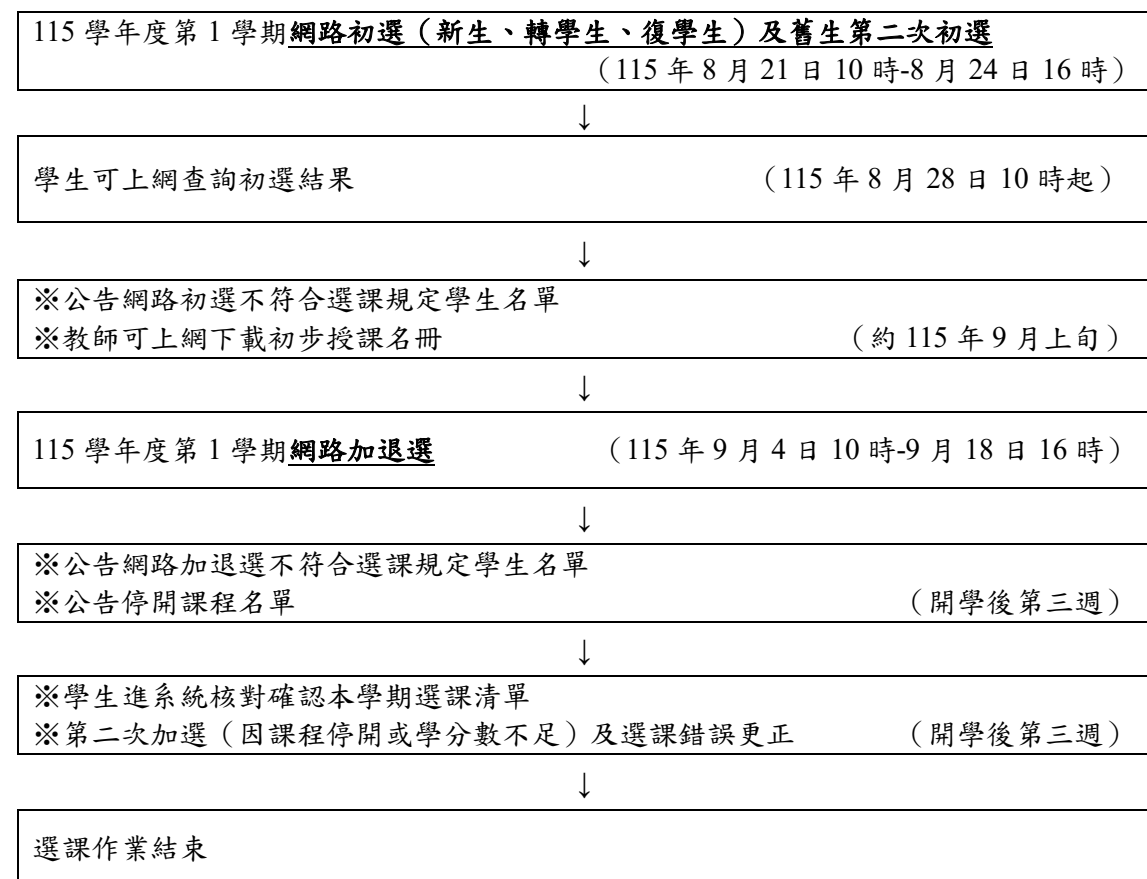 115 學年度第 1 學期網路初選（新生、轉學生、復學生）及舊生第二次初選
（115 年 8 月 21 日 10 時-8 月 24 日 16 時）
↓
學生可上網查詢初選結果 （115 年 8 月 28 日 10 時起）
↓
※公告網路初選不符合選課規定學生名單
※教師可上網下載初步授課名冊 （約 115 年 9 月上旬）
↓
115 學年度第 1 學期網路加退選 （115 年 9 月 4 日 10 時-9 月 18 日 16 時）
↓
※公告網路加退選不符合選課規定學生名單
※公告停開課程名單 （開學後第三週）
↓
※學生進系統核對確認本學期選課清單
※第二次加選（因課程停開或學分數不足）及選課錯誤更正 （開學後第三週）
↓
選課作業結束